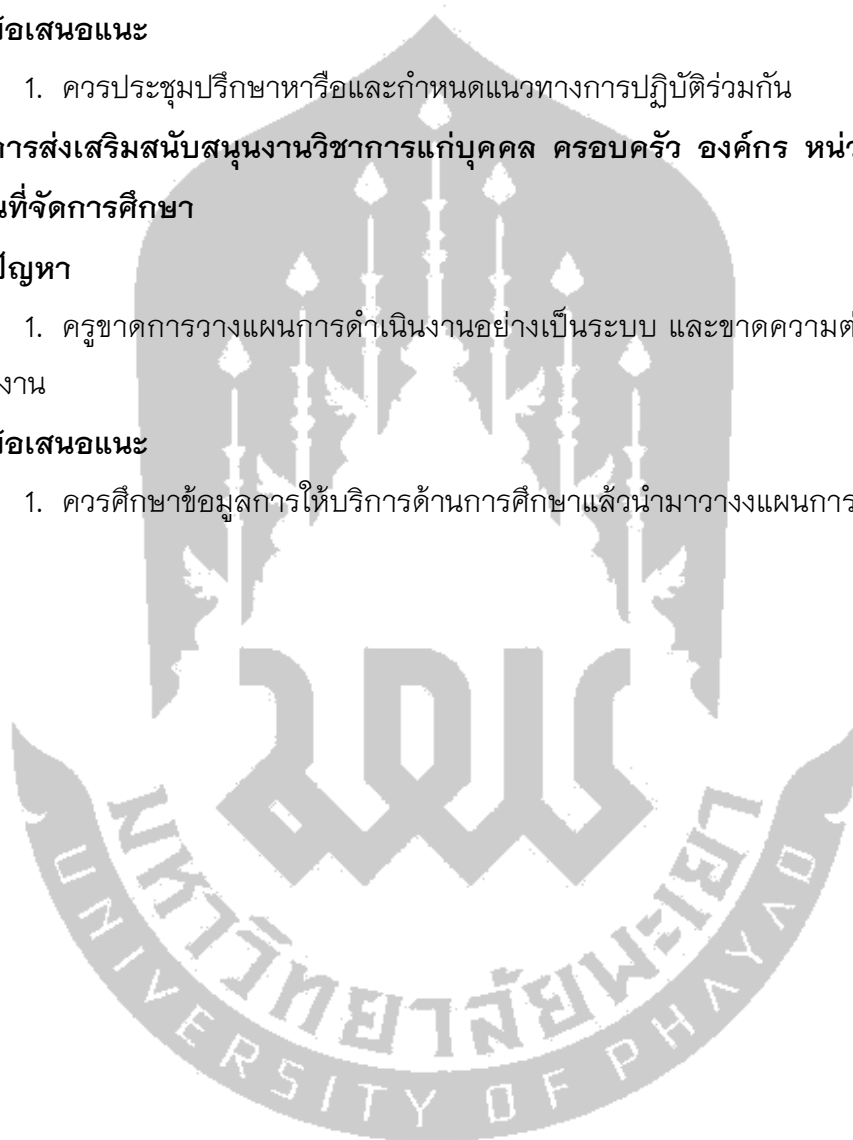 ข้อเสนอแนะ
1. ควรประชุมปรึกษาหารือและกำหนดแนวทางการปฏิบัติร่วมกัน
การส่งเสริมสนับสนุนงานวิชาการแก่บุคคล ครอบครัว องค์กร
ที่จัดการศึกษา
ปัญหา
1. ครูขาดการวางแผนการดำเนินงานอย่างเป็นระบบ และขาดความ
งาน
ข้อเสนอแนะ
1. ควรศึกษาข้อมูลการให้บริการด้านการศึกษาแล้วนำมาวางงแผนการ
มหาวิทยาลัยพะเยา
UNIVERSITY OF PHAYAO